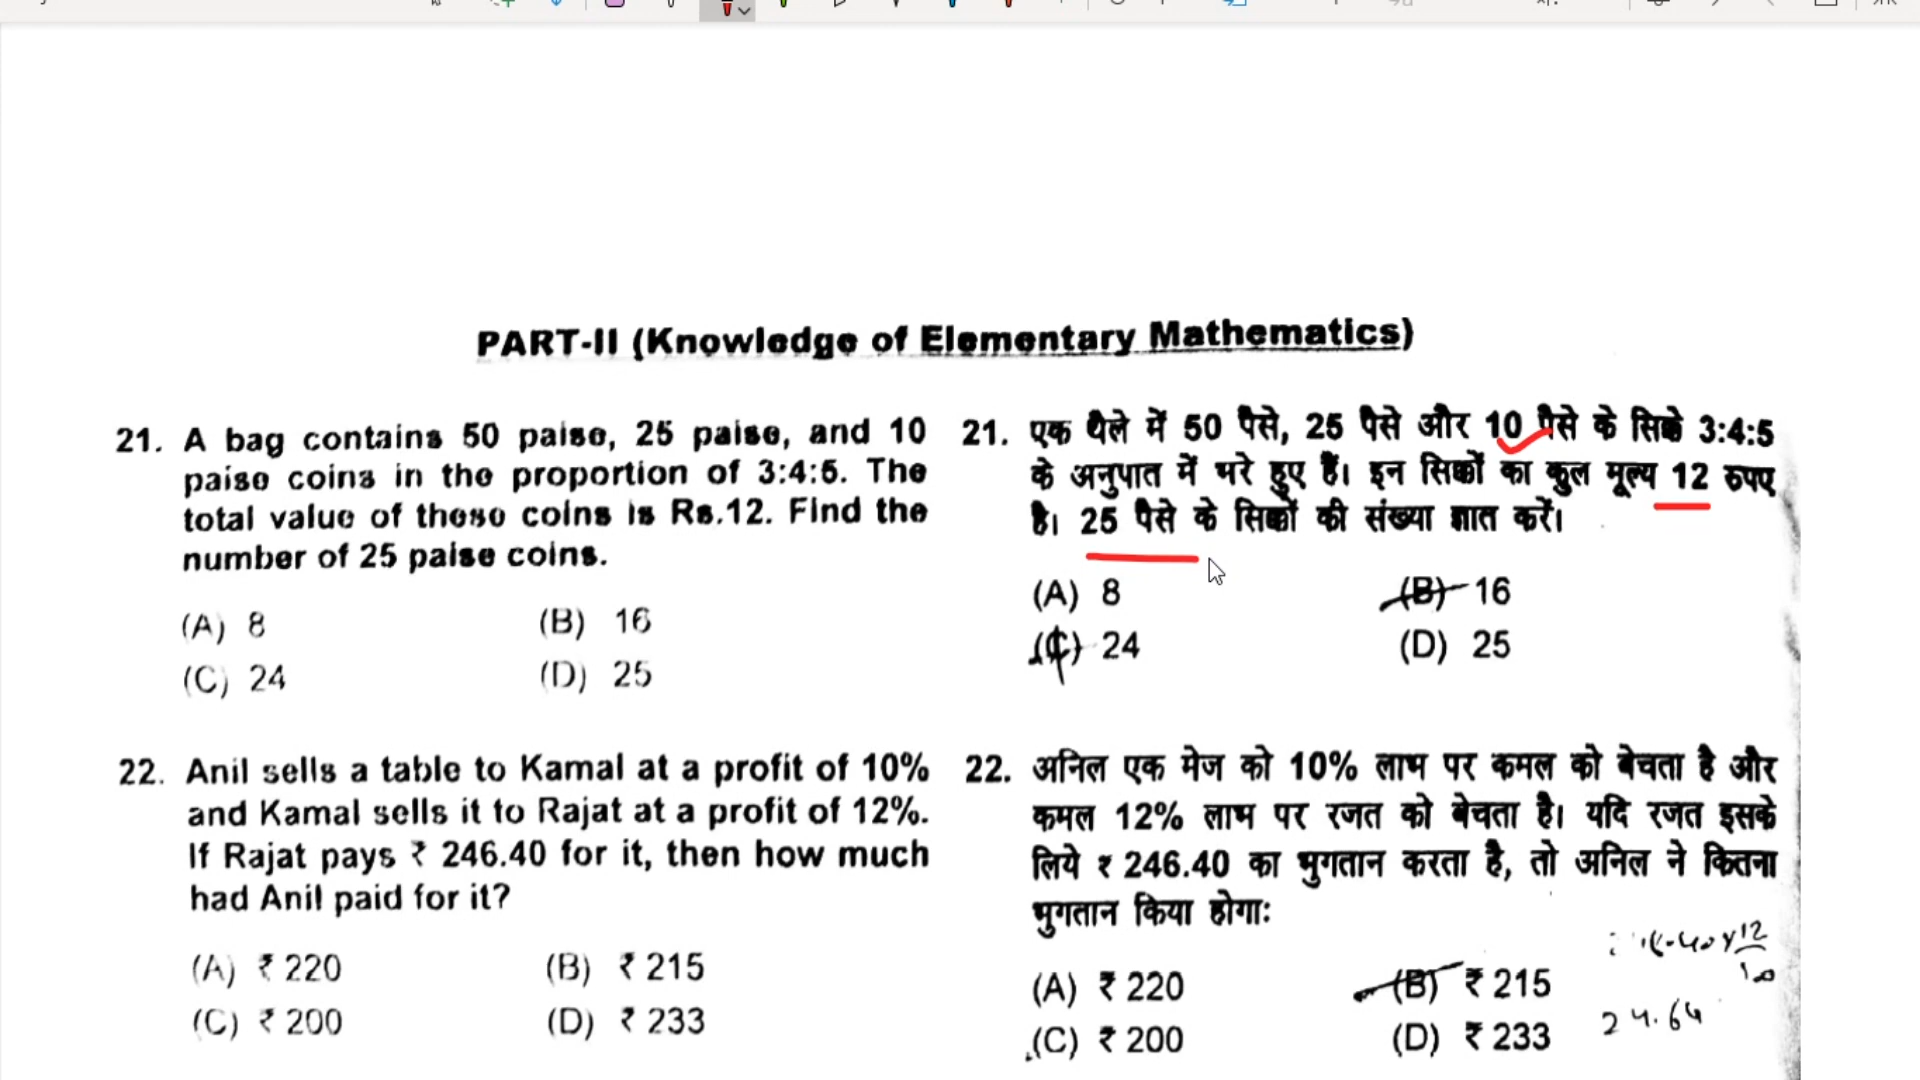 PART-II (Knowledge of Elementary Mathematics)
21. A bag contains 50 paise, 25 paise, and 10
paise coins in the proportion of 3:4:5. The
total value of these coins is Rs.12. Find the
number of 25 paise coins.
(A) 8
(B) 16
(C) 24
(D) 25
22. Anil sells a table to Kamal at a profit of 10%
and Kamal sells it to Rajat at a profit of 12%.
If Rajat pays ₹ 246.40 for it, then how much
had Anil paid for it?
(A) ₹ 220
(B) ₹ 215
(C) ₹ 200
(D) ₹ 233
21. एक थैले में 50 पैसे, 25 पैसे और 10 पैसे के सिक्के 3:4:5
के अनुपात में भरे हुए हैं। इन सिक्कों का कुल मूल्य 12 रुपए
है। 25 पैसे के सिक्कों की संख्या ज्ञात करें।
(A) 8
(B) 16
(C) 24
(D) 25
22. अनिल एक मेज को 10% लाभ पर कमल को बेचता है और
कमल 12% लाभ पर रजत को बेचता है। यदि रजत इसके
लिये ₹ 246.40 का भुगतान करता है, तो अनिल ने कितना
भुगतान किया होगाः
(A) ₹ 220
(B) ₹ 215
(C) ₹ 200
(D) ₹ 233
12
10
24.64